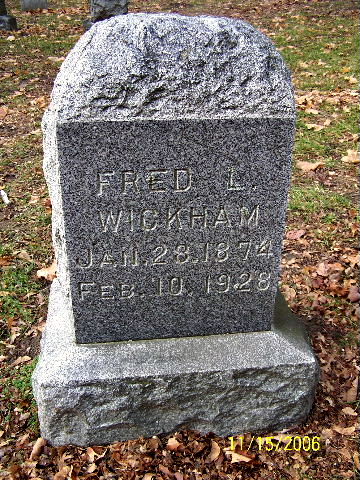 FRED L.
WICKHAM
JAN. 28. 1874
FEB. 10. 1928
11/15/2006